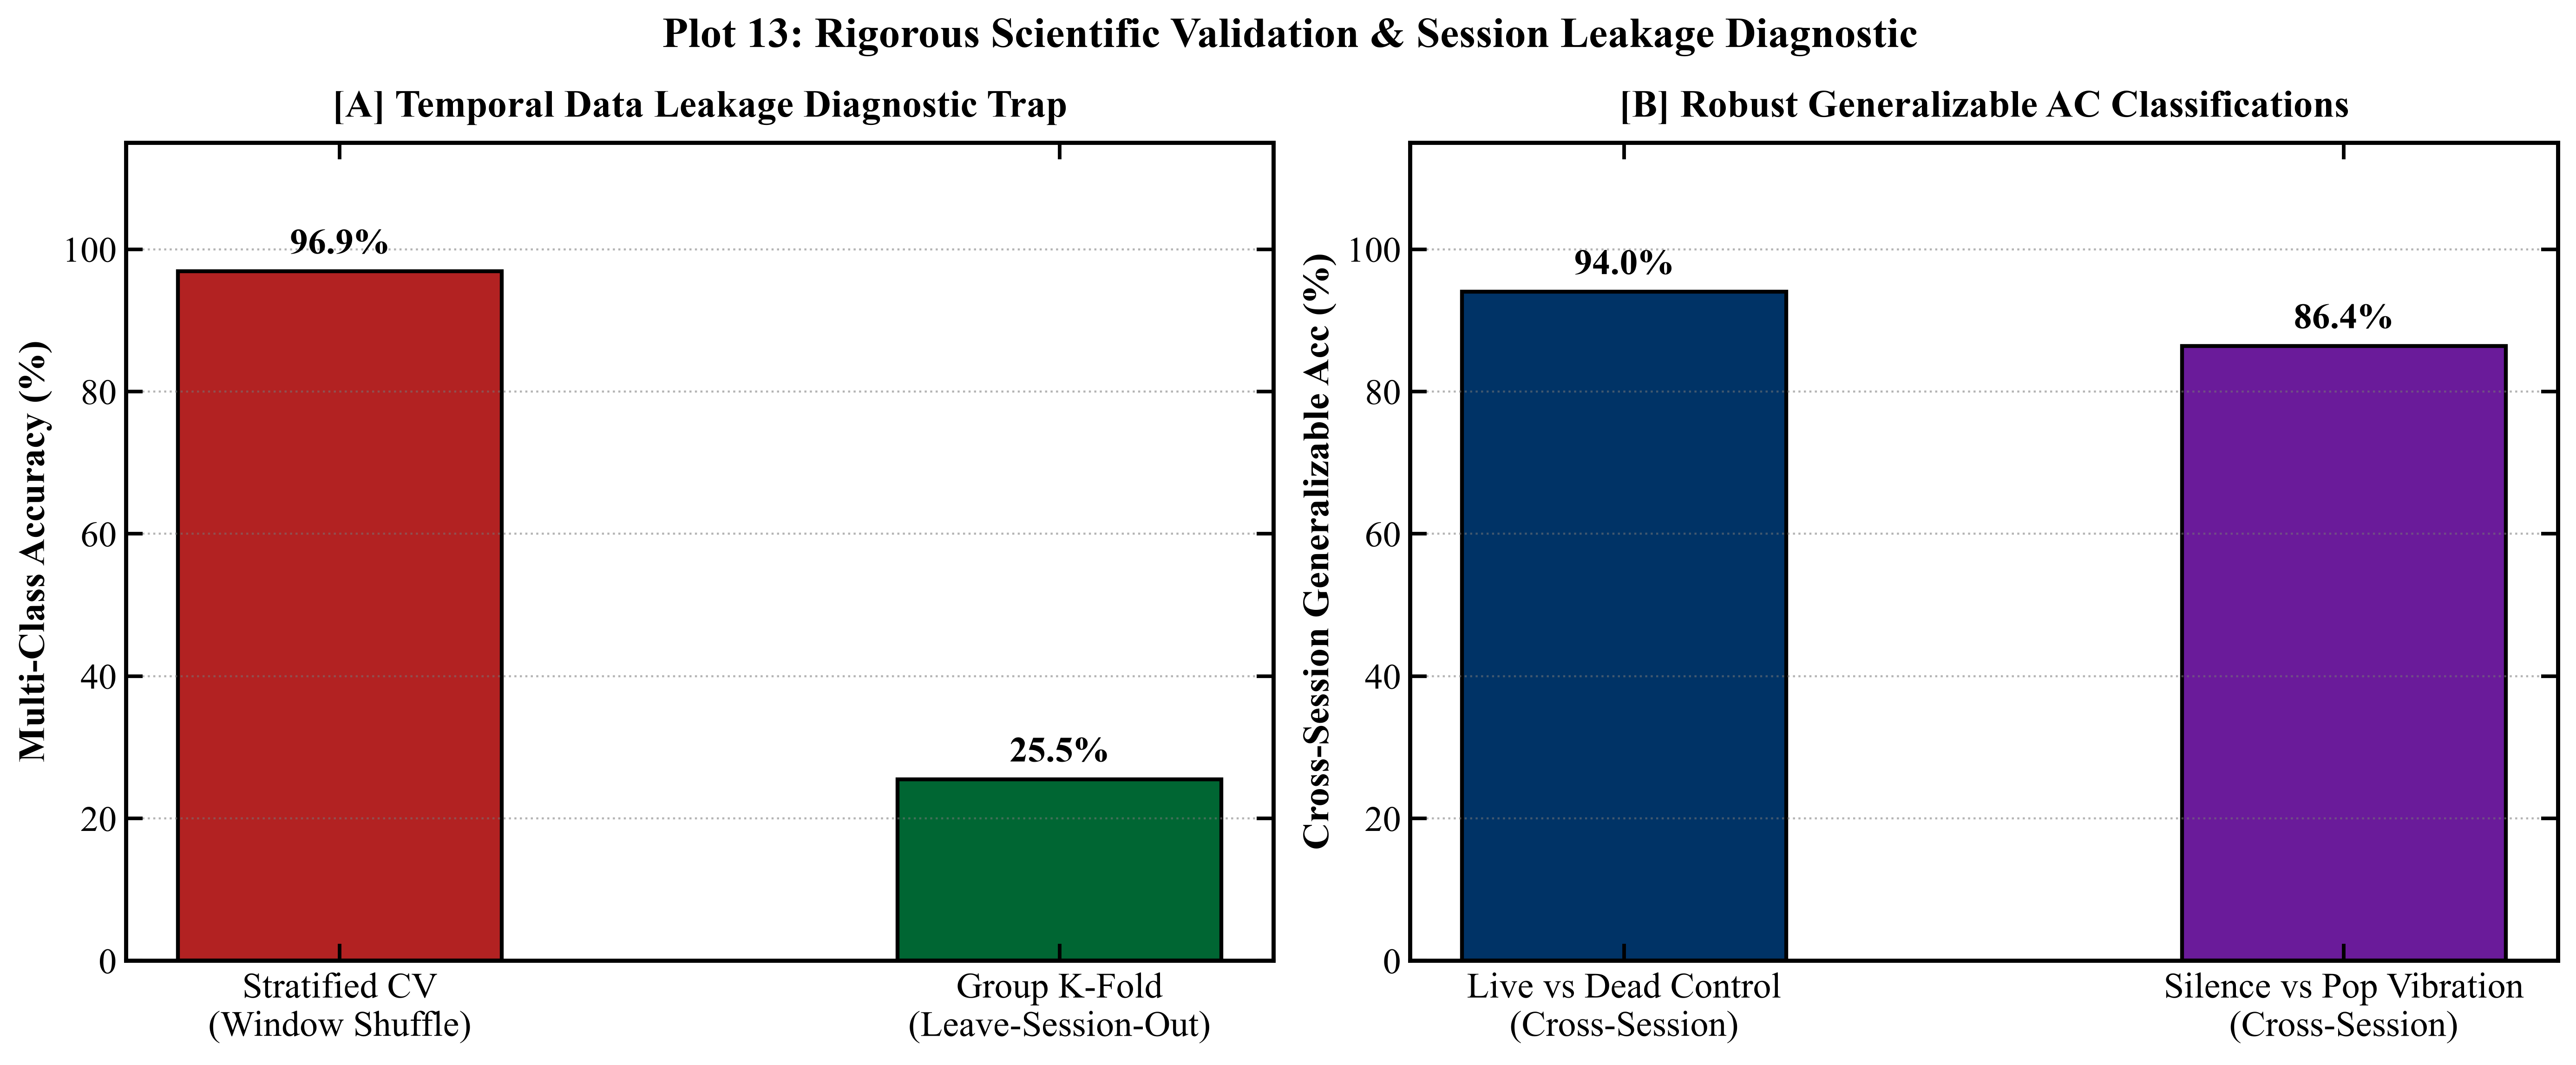 Plot 13: Rigorous Scientific Validation & Session Leakage Diagnostic
[A] Temporal Data Leakage Diagnostic Trap
Multi-Class Accuracy (%)
100
80
60
40
20
0
96.9%
25.5%
Stratified CV
(Window Shuffle)
Group K-Fold
(Leave-Session-Out)
[B] Robust Generalizable AC Classifications
Cross-Session Generalizable Acc (%)
100
80
60
40
20
0
94.0%
86.4%
Live vs Dead Control
(Cross-Session)
Silence vs Pop Vibration
(Cross-Session)